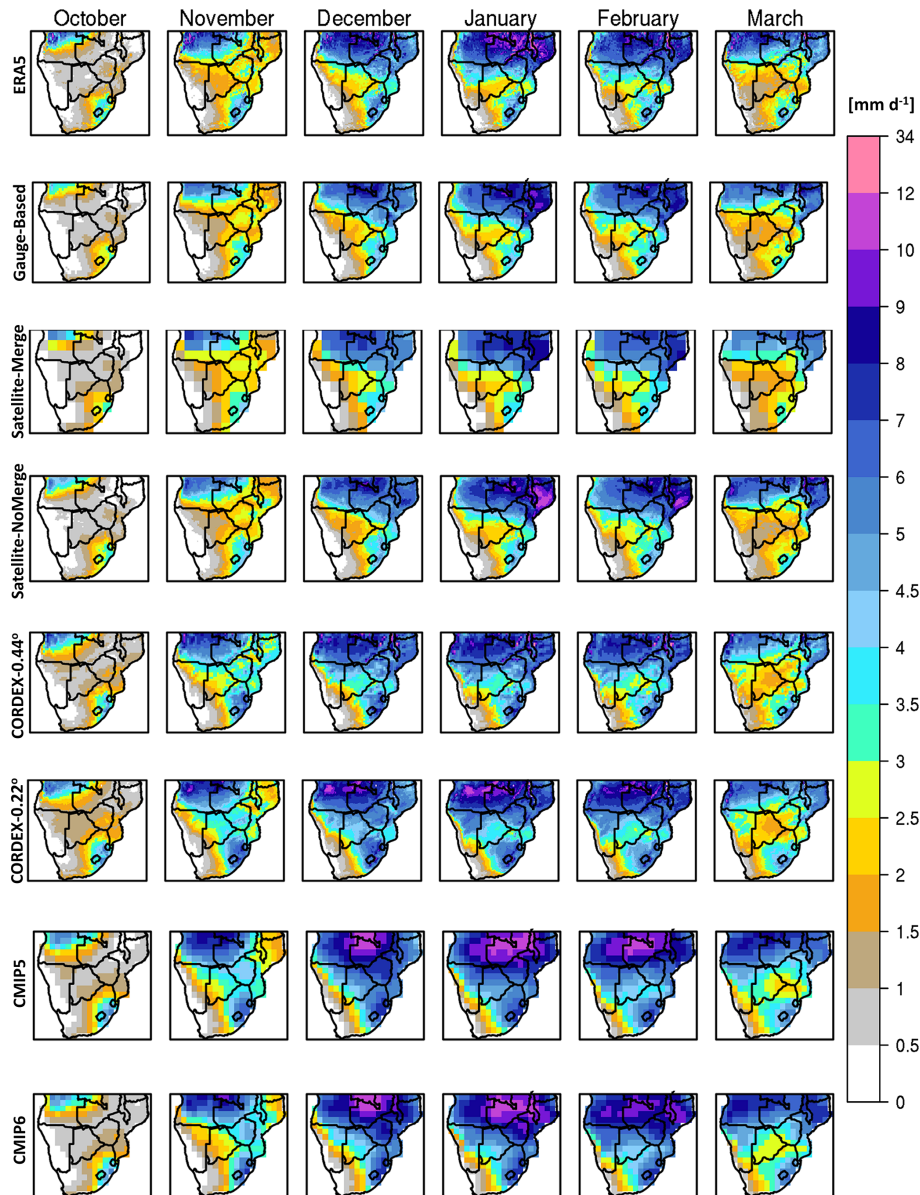 October November December January February March
ERA5
[mm d-1]
34
Gauge-Based
12
10
9
Satellite-Merge
8
7
6
Satellite-NoMerge
5
4.5
4
CORDEX-0.44º
3.5
3
CORDEX-0.22º
2.5
2
1.5
CMIP5
1
0.5
CMIP6
0